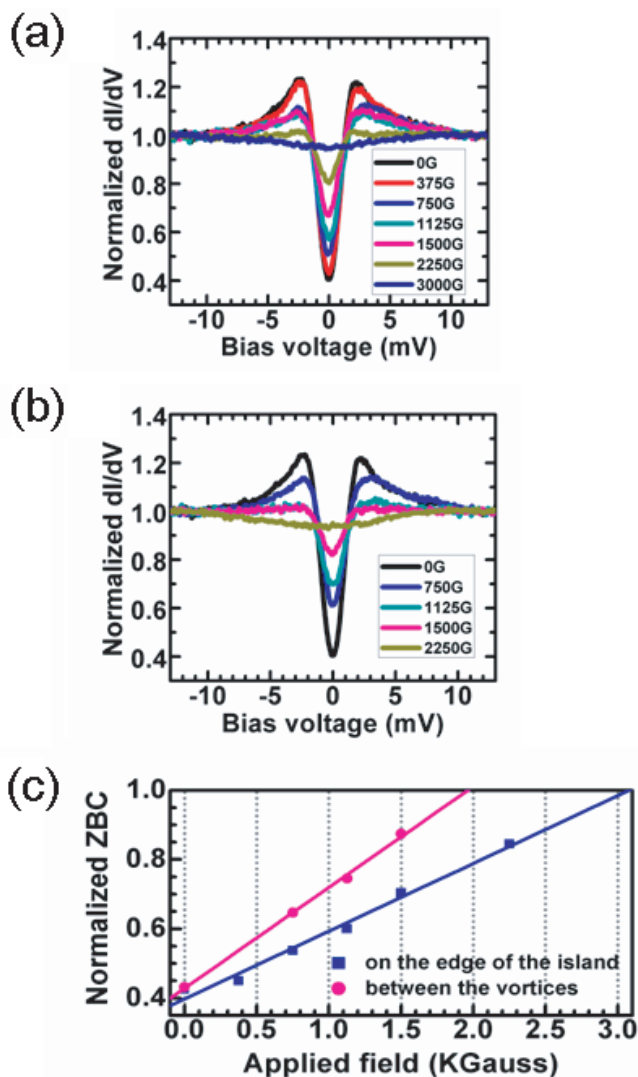 (a)
1.4
1.2
1.0
0.8
0.6
0.4
Normalized dI/dV
0G
375G
750G
1125G
1500G
2250G
3000G
-10 -5 0 5 10
Bias voltage (mV)
(b)
1.4
1.2
1.0
0.8
0.6
0.4
Normalized dI/dV
0G
750G
1125G
1500G
2250G
-10 -5 0 5 10
Bias voltage (mV)
(c)
1.0
0.8
0.6
0.4
Normalized ZBC
on the edge of the island
between the vortices
0.0 0.5 1.0 1.5 2.0 2.5 3.0
Applied field (KGauss)